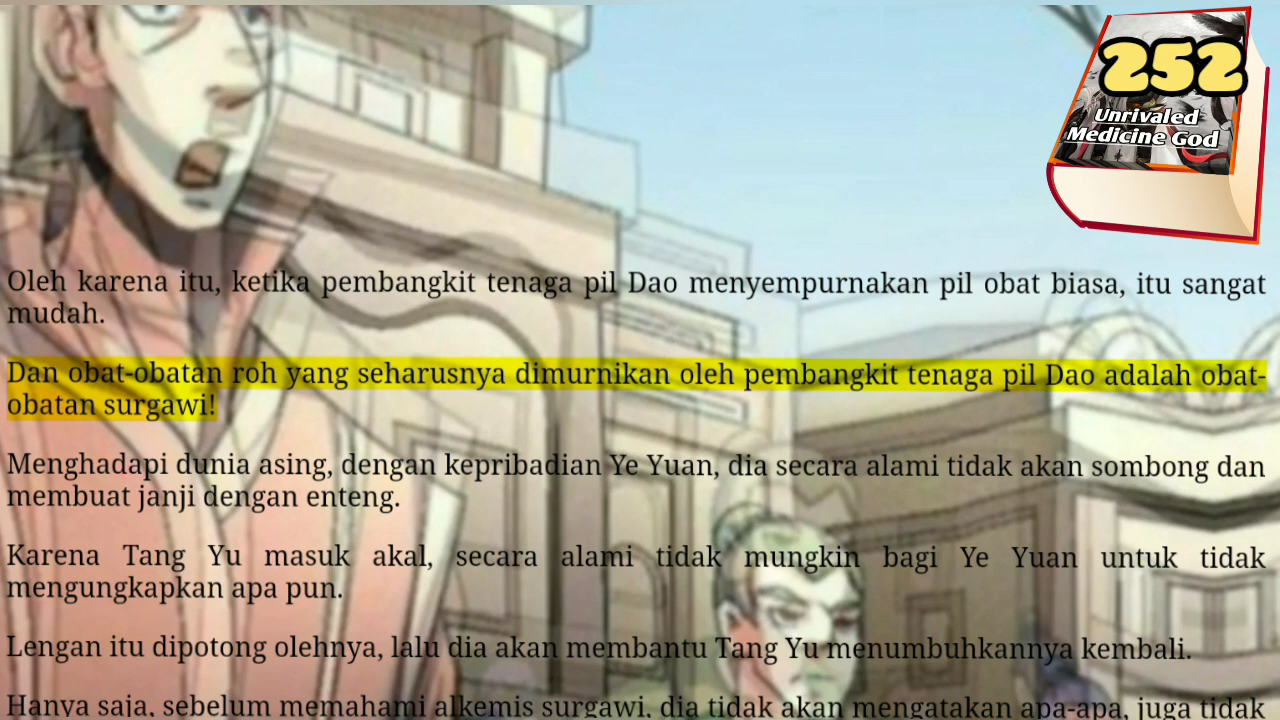 252
Unrivaled
Medicine God
Oleh karena itu, ketika pembangkit tenaga pil Dao menyempurnakan pil obat biasa, itu sangat
mudah.
Dan obat-obatan roh yang seharusnya dimurnikan oleh pembangkit tenaga pil Dao adalah obat-
obatan surgawi!
Menghadapi dunia asing, dengan kepribadian Ye Yuan, dia secara alami tidak akan sombong dan
membuat janji dengan enteng.
Karena Tang Yu masuk akal, secara alami tidak mungkin bagi Ye Yuan untuk tidak
mengungkapkan apa pun.
Lengan itu dipotong olehnya, lalu dia akan membantu Tang Yu menumbuhkannya kembali.
Hanya saja, sebelum memahami alkemis surgawi, dia tidak akan mengatakan apa-apa, juga tidak